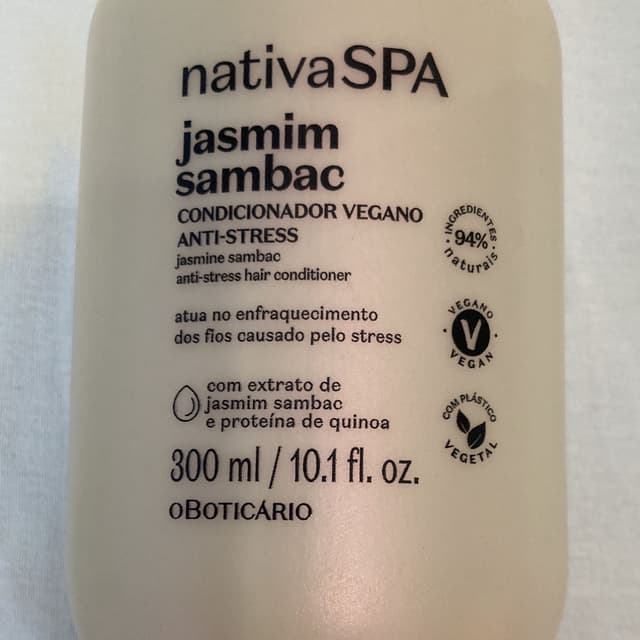 nativa SPA
jasmim
sambac
CONDICIONADOR VEGANO
ANTI-STRESS
jasmine sambac
anti-stress hair conditioner
INGREDIENTES
94%
naturais
atua no enfraquecimento
dos fios causado pelo stress
VEGANO
V
VEGAN
com extrato de
jasmim sambac
e proteína de quinoa
COM PLÁSTICO
VEGETAL
300 ml / 10.1 fl. oz.
oBOTICÁRIO